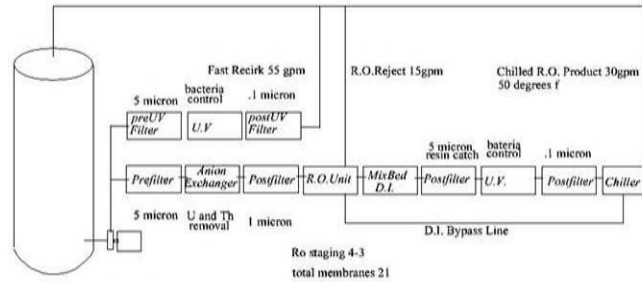 Fast Recirk 55 gpm
R.O.Reject 15gpm
Chilled R.O. Product 30gpm
50 degrees f
5 micron
bacteria
control
.1 micron
preUV
Filter
U.V
postUV
Filter
5 micron
resin catch
bateria
control
.1 micron
Prefilter
Anion
Exchanger
Postfilter
R.O.Unit
MixBed
D.I.
Postfilter
U.V.
Postfilter
Chiller
5 micron
U and Th
removal
1 micron
D.I. Bypass Line
Ro staging 4-3
total membranes 21